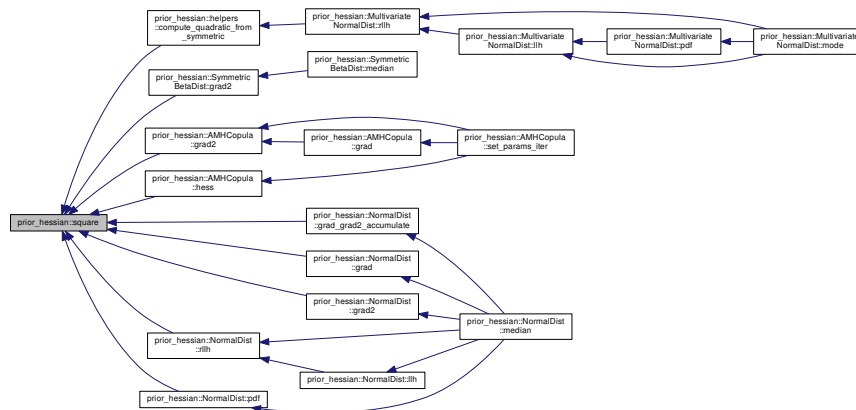 prior_hessian::square
prior_hessian::helpers
::compute_quadratic_from
_symmetric
prior_hessian::Multivariate
NormalDist::rllh
prior_hessian::Multivariate
NormalDist::llh
prior_hessian::Multivariate
NormalDist::pdf
prior_hessian::Multivariate
NormalDist::mode
prior_hessian::Symmetric
BetaDist::grad2
prior_hessian::Symmetric
BetaDist::median
prior_hessian::AMHCopula
::grad2
prior_hessian::AMHCopula
::grad
prior_hessian::AMHCopula
::set_params_iter
prior_hessian::AMHCopula
::hess
prior_hessian::NormalDist
::grad_grad2_accumulate
prior_hessian::NormalDist
::grad
prior_hessian::NormalDist
::grad2
prior_hessian::NormalDist
::median
prior_hessian::NormalDist
::rllh
prior_hessian::NormalDist::llh
prior_hessian::NormalDist::pdf